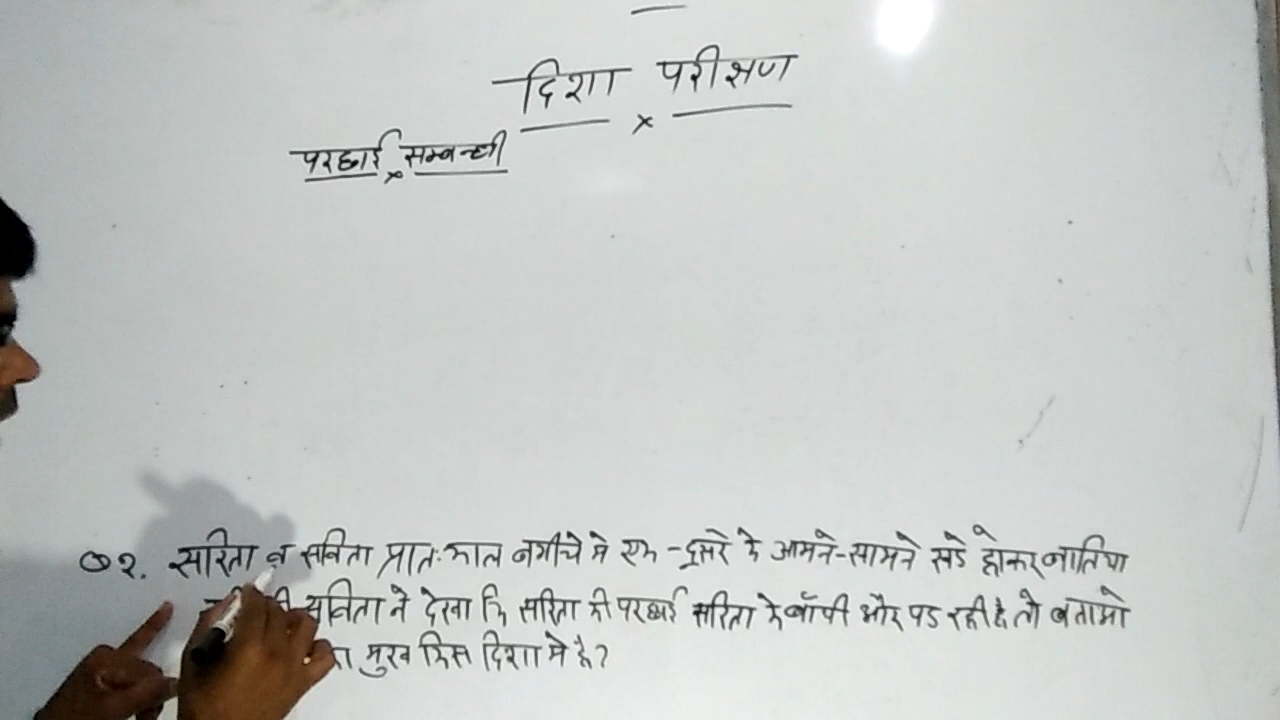 दिशा परीक्षण
परछाई सम्बन्धी
Q१. सरिता व सविता प्रातःकाल बगीचे मे एक-दूसरे के आमने-सामने खडे होकर बातिया
सविता ने देखा कि सरिता की परछाई सरिता के बाँयी ओर पड रही है तो बताओ
मुख किस दिशा मे है?